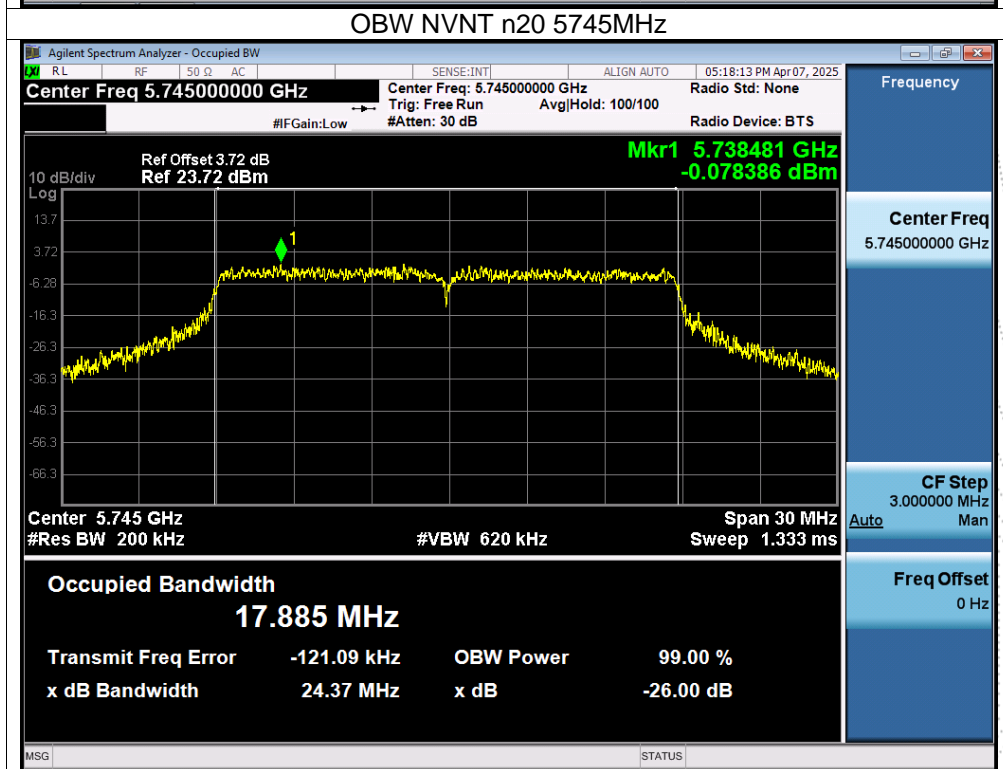 OBW NVNT n20 5745MHz
Agilent Spectrum Analyzer - Occupied BW
LXI RL RF 50 Ω AC SENSE:INT ALIGN AUTO 05:18:13 PM Apr 07, 2025
Center Freq 5.745000000 GHz
Center Freq: 5.745000000 GHz
Radio Std: None
Trig: Free Run Avg|Hold: 100/100
#IFGain:Low #Atten: 30 dB Radio Device: BTS
Frequency
Mkr1 5.738481 GHz
-0.078386 dBm
Ref Offset 3.72 dB
10 dB/div Ref 23.72 dBm
Log
13.7
3.72
-6.28
-16.3
-26.3
-36.3
-46.3
-56.3
-66.3
1
Center 5.745 GHz Span 30 MHz
#Res BW 200 kHz #VBW 620 kHz Sweep 1.333 ms
Occupied Bandwidth
17.885 MHz
Transmit Freq Error -121.09 kHz OBW Power 99.00 %
x dB Bandwidth 24.37 MHz x dB -26.00 dB
Center Freq
5.745000000 GHz
CF Step
3.000000 MHz
Auto Man
Freq Offset
0 Hz
MSG STATUS